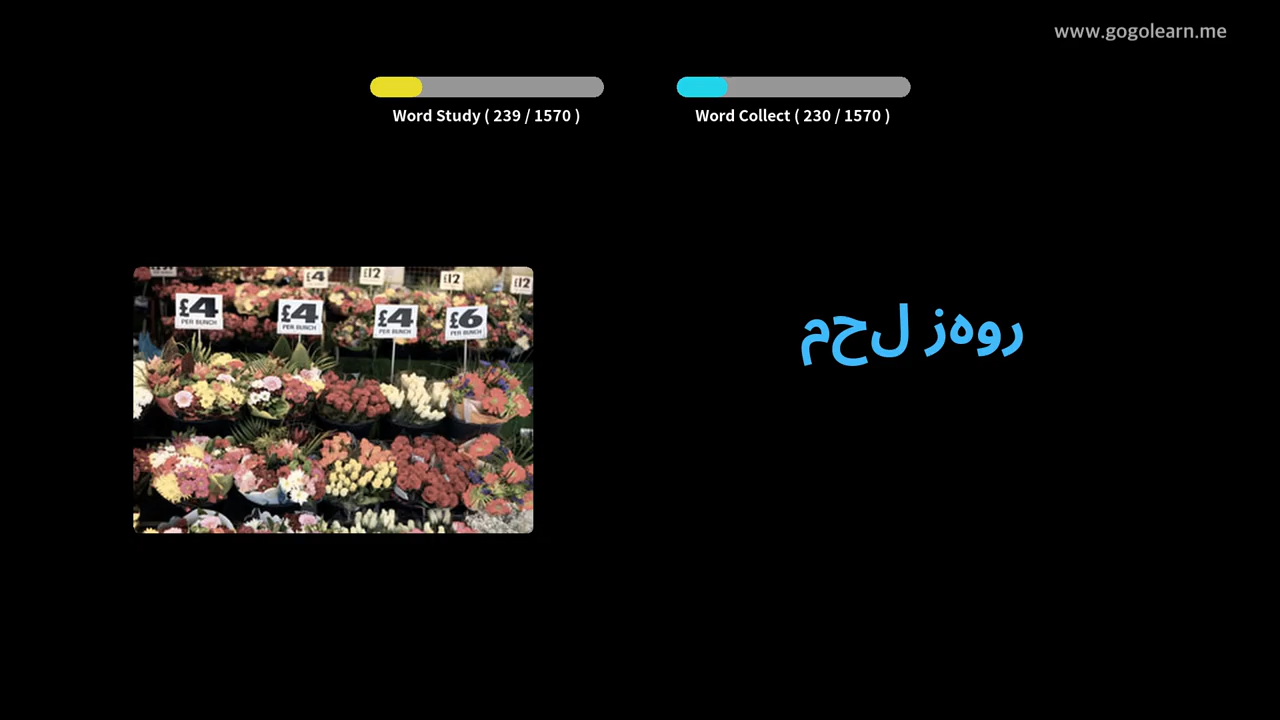 www.gogolearn.me
Word Study ( 239 / 1570 )
Word Collect ( 230 / 1570 )
محل زهور
£4
£12
£12
£12
£4 PER BUNCH
£4 PER BUNCH
£4 PER BUNCH
£6 PER BUNCH